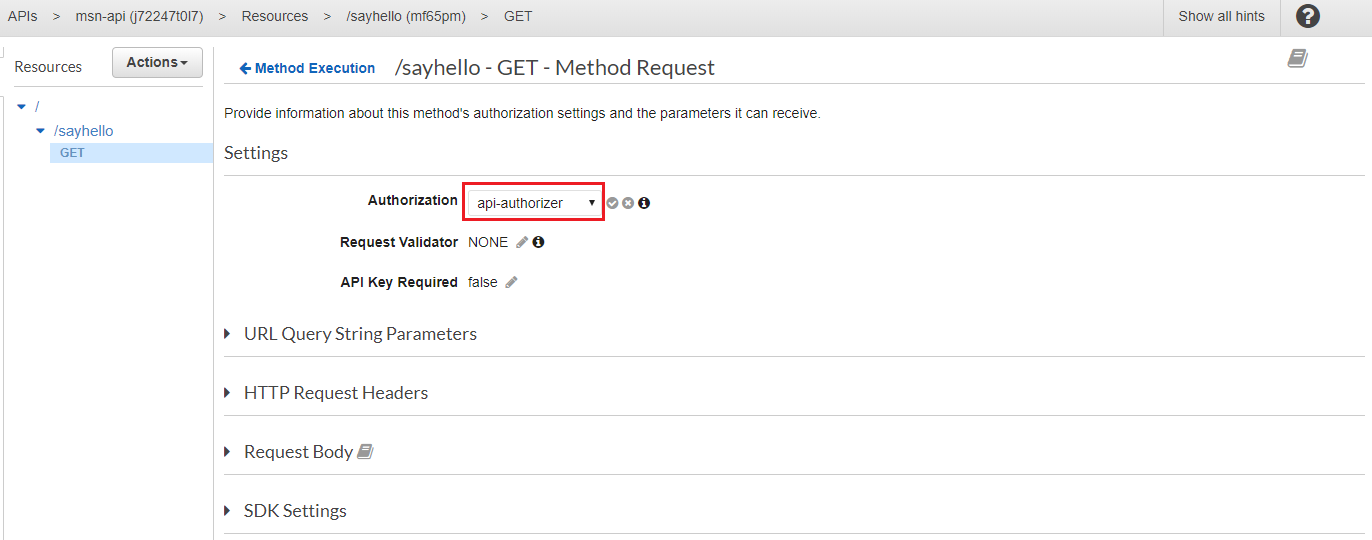 APIs > msn-api (j72247t0l7) > Resources > /sayhello (mf65pm) > GET Show all hints ?
Resources Actions
Method Execution /sayhello - GET - Method Request
/
Provide information about this method's authorization settings and the parameters it can receive.
/sayhello
GET
Settings
Authorization api-authorizer
Request Validator NONE
API Key Required false
URL Query String Parameters
HTTP Request Headers
Request Body
SDK Settings